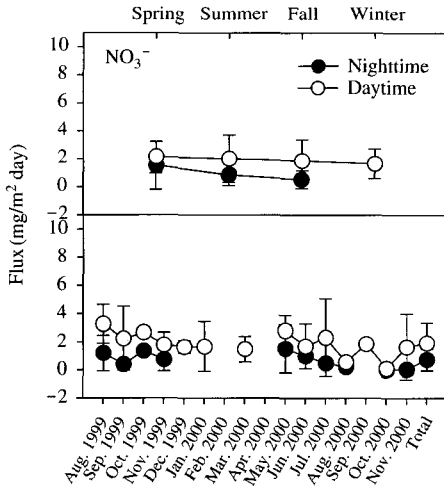 Spring Summer Fall Winter
10
8
6
4
2
0
−2
NO₃⁻
Nighttime
Daytime
Flux (mg/m² day)
10
8
6
4
2
0
−2
Aug. 1999
Sep. 1999
Oct. 1999
Nov. 1999
Dec. 1999
Jan. 2000
Feb. 2000
Mar. 2000
Apr. 2000
May. 2000
Jun. 2000
Jul. 2000
Aug. 2000
Sep. 2000
Oct. 2000
Nov. 2000
Total